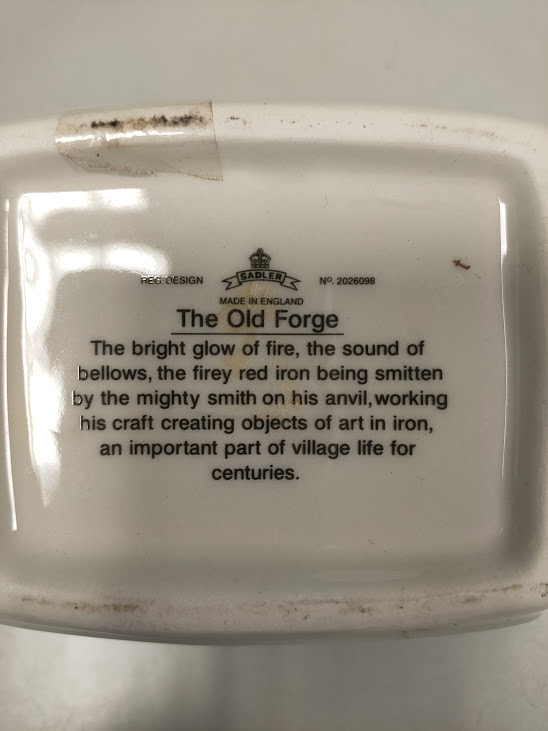 REG. DESIGN SADLER Nº. 2026098
MADE IN ENGLAND
The Old Forge
The bright glow of fire, the sound of
bellows, the firey red iron being smitten
by the mighty smith on his anvil,working
his craft creating objects of art in iron,
an important part of village life for
centuries.